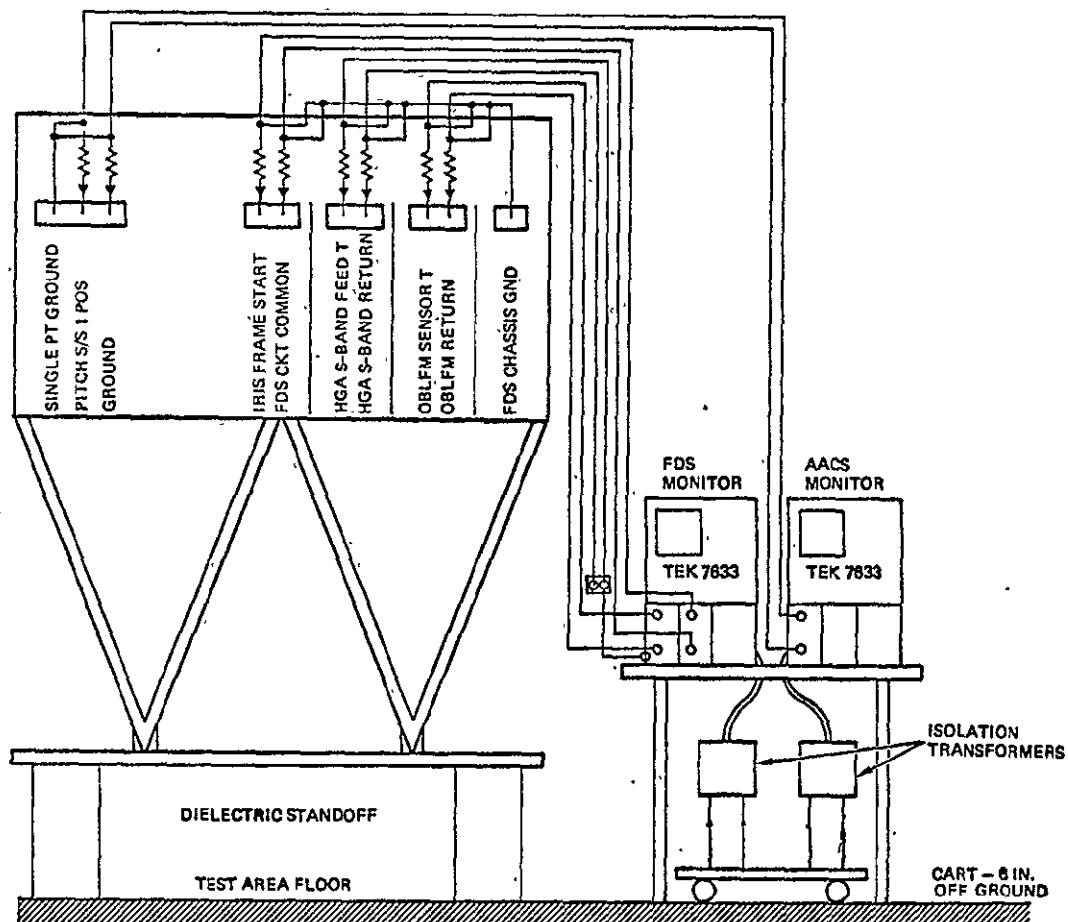 SINGLE PT GROUND
PITCH S/S 1 POS
GROUND
IRIS FRAME START
FDS CKT COMMON
HGA S-BAND FEED T
HGA S-BAND RETURN
OBLFM SENSOR T
OBLFM RETURN
FDS CHASSIS GND
FDS
MONITOR
AACS
MONITOR
TEK 7633
TEK 7633
ISOLATION
TRANSFORMERS
DIELECTRIC STANDOFF
TEST AREA FLOOR
CART – 6 IN.
OFF GROUND